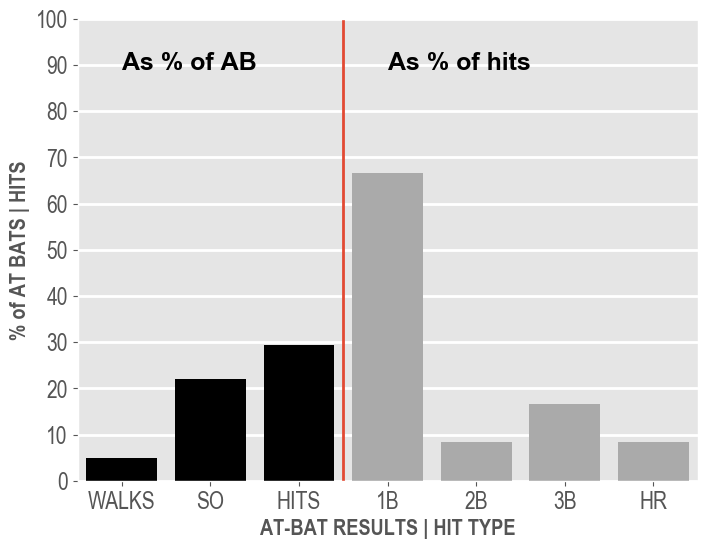 100
90
80
70
60
50
40
30
20
10
0
% of AT BATS | HITS
As % of AB
As % of hits
WALKS SO HITS 1B 2B 3B HR
AT-BAT RESULTS | HIT TYPE